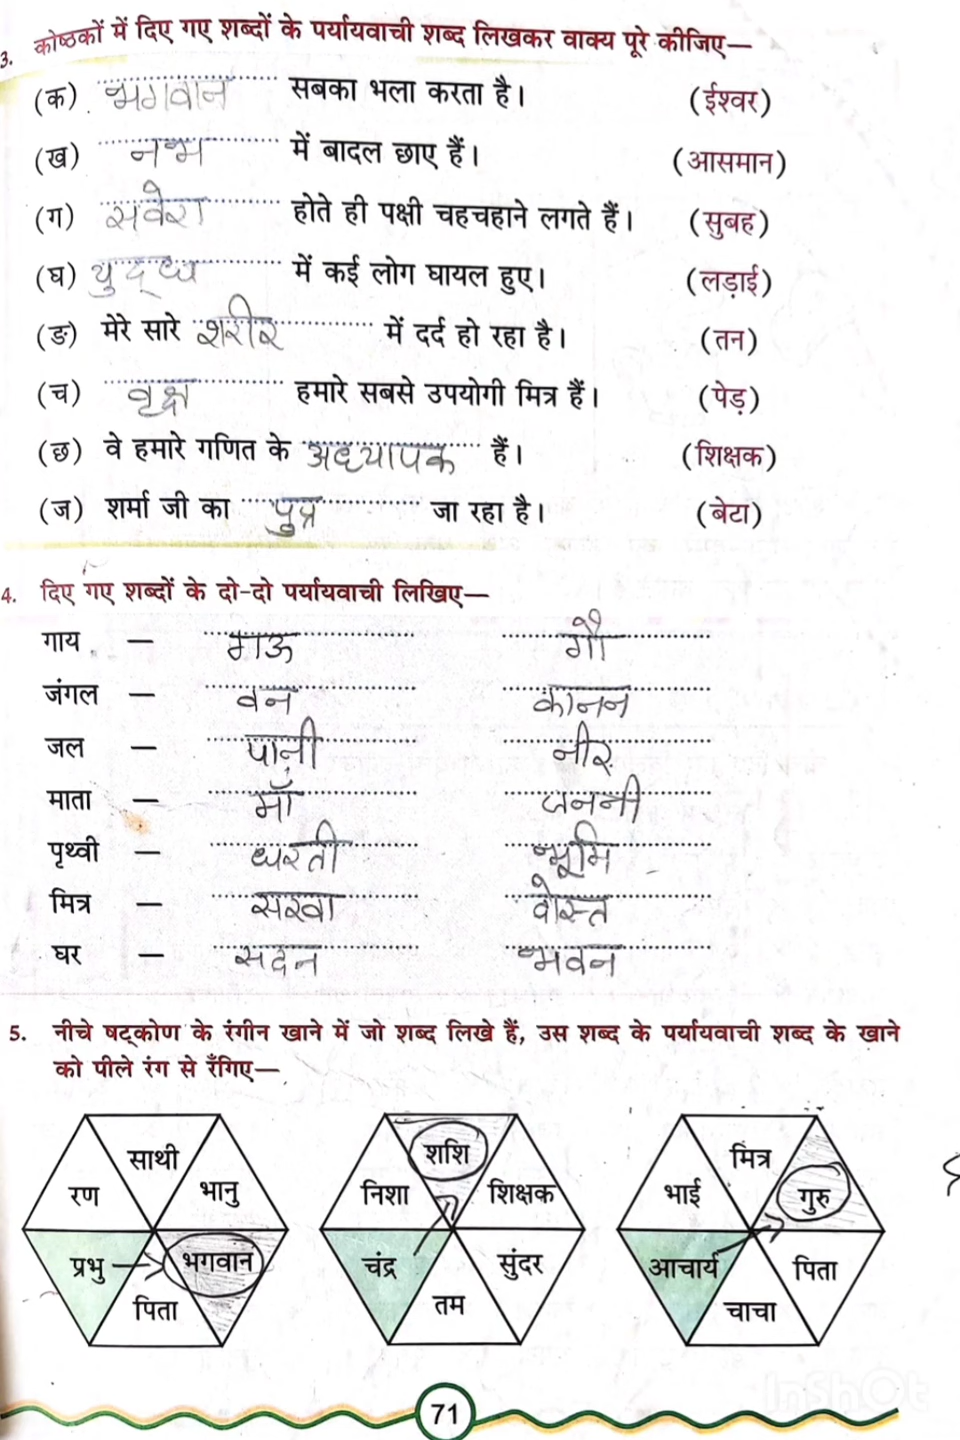 3. कोष्ठकों में दिए गए शब्दों के पर्यायवाची शब्द लिखकर वाक्य पूरे कीजिए—
(क) भगवान सबका भला करता है। (ईश्वर)
(ख) नभ में बादल छाए हैं। (आसमान)
(ग) सवेरा होते ही पक्षी चहचहाने लगते हैं। (सुबह)
(घ) युद्ध में कई लोग घायल हुए। (लड़ाई)
(ङ) मेरे सारे शरीर में दर्द हो रहा है। (तन)
(च) वृक्ष हमारे सबसे उपयोगी मित्र हैं। (पेड़)
(छ) वे हमारे गणित के अध्यापक हैं। (शिक्षक)
(ज) शर्मा जी का पुत्र जा रहा है। (बेटा)
4. दिए गए शब्दों के दो-दो पर्यायवाची लिखिए—
गाय — गऊ गौ
जंगल — वन कानन
जल — पानी नीर
माता — माँ जननी
पृथ्वी — धरती भूमि
मित्र — सखा दोस्त
घर — सदन भवन
5. नीचे षट्कोण के रंगीन खाने में जो शब्द लिखे हैं, उस शब्द के पर्यायवाची शब्द के खाने
को पीले रंग से रँगिए—
साथी शशि मित्र
रण भानु निशा शिक्षक भाई गुरु
प्रभु भगवान चंद्र सुंदर आचार्य पिता
पिता तम चाचा
InShOt
71